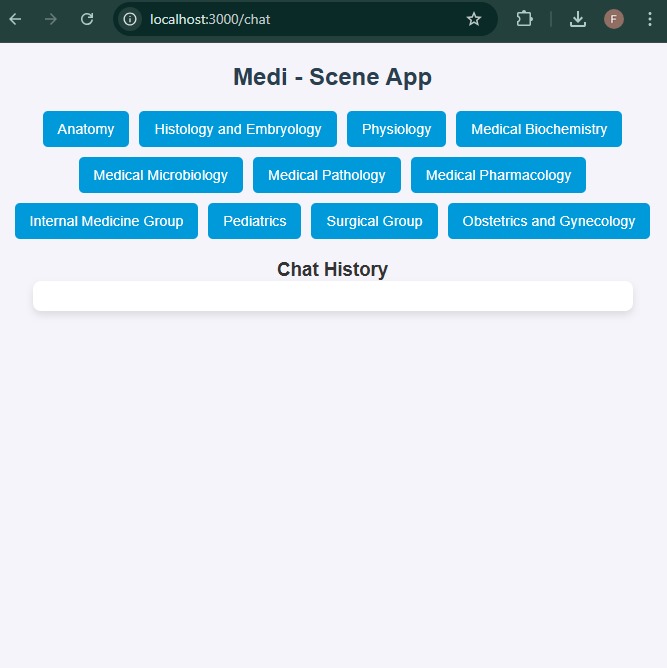 localhost:3000/chat
F
Medi - Scene App
Anatomy Histology and Embryology Physiology Medical Biochemistry
Medical Microbiology Medical Pathology Medical Pharmacology
Internal Medicine Group Pediatrics Surgical Group Obstetrics and Gynecology
Chat History